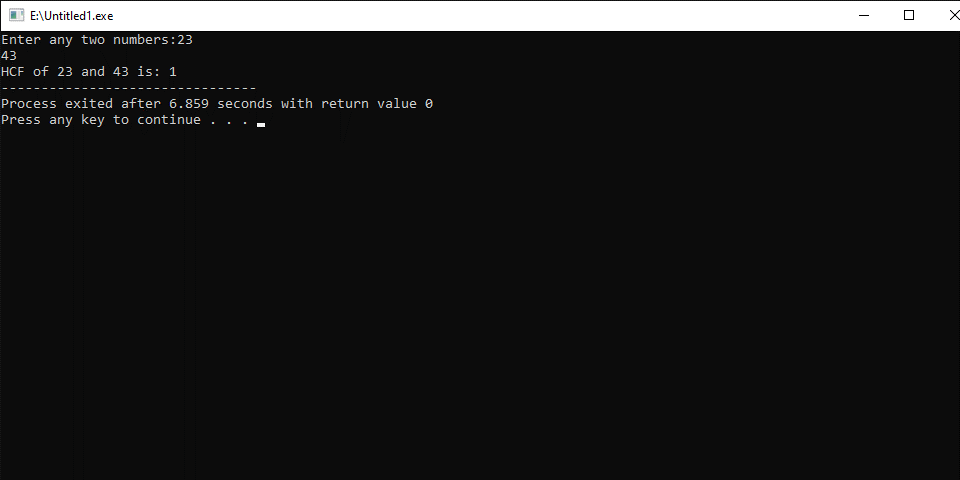 E:\Untitled1.exe
Enter any two numbers:23
43
HCF of 23 and 43 is: 1
--------------------------------
Process exited after 6.859 seconds with return value 0
Press any key to continue . . .